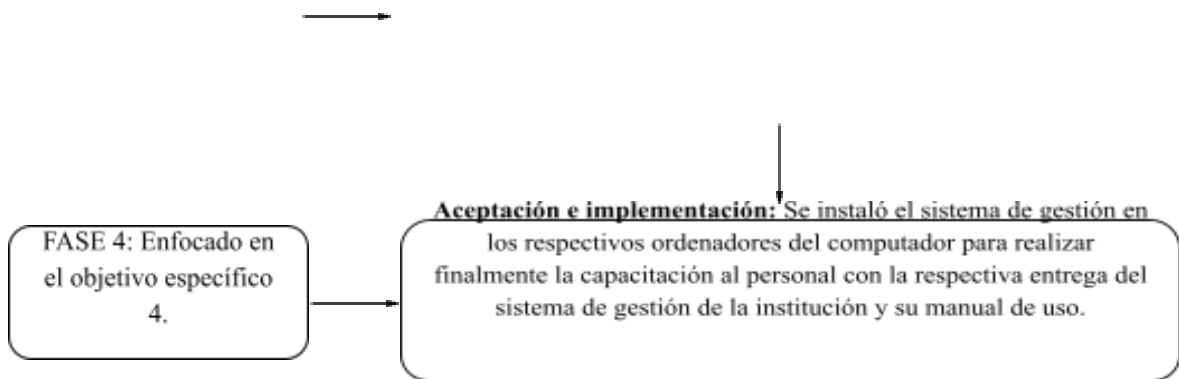 FASE 4: Enfocado en
el objetivo específico
4.
Aceptación e implementación: Se instaló el sistema de gestión en
los respectivos ordenadores del computador para realizar
finalmente la capacitación al personal con la respectiva entrega del
sistema de gestión de la institución y su manual de uso.